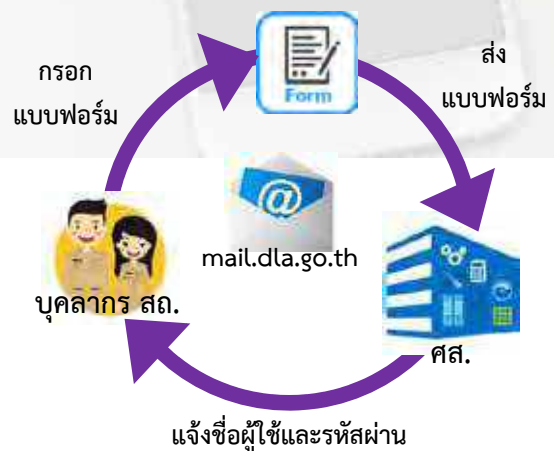 กรอก
แบบฟอร์ม
Form
ส่ง
แบบฟอร์ม
@
mail.dla.go.th
บุคลากร สถ.
ศส.
แจ้งชื่อผู้ใช้และรหัสผ่าน